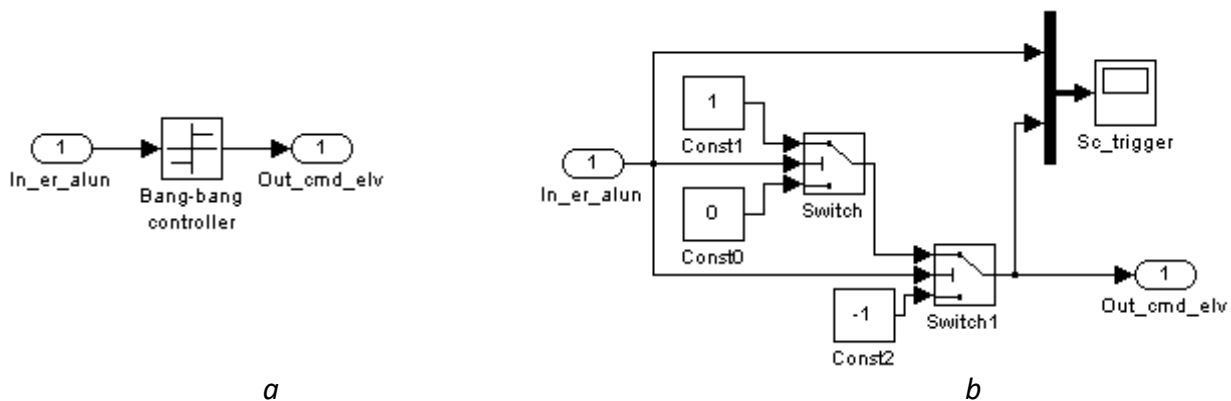 1
In_er_alun
Bang-bang
controller
1
Out_cmd_elv
a
1
In_er_alun
1
Const1
0
Const0
Switch
-1
Const2
Switch1
Sc_trigger
1
Out_cmd_elv
b